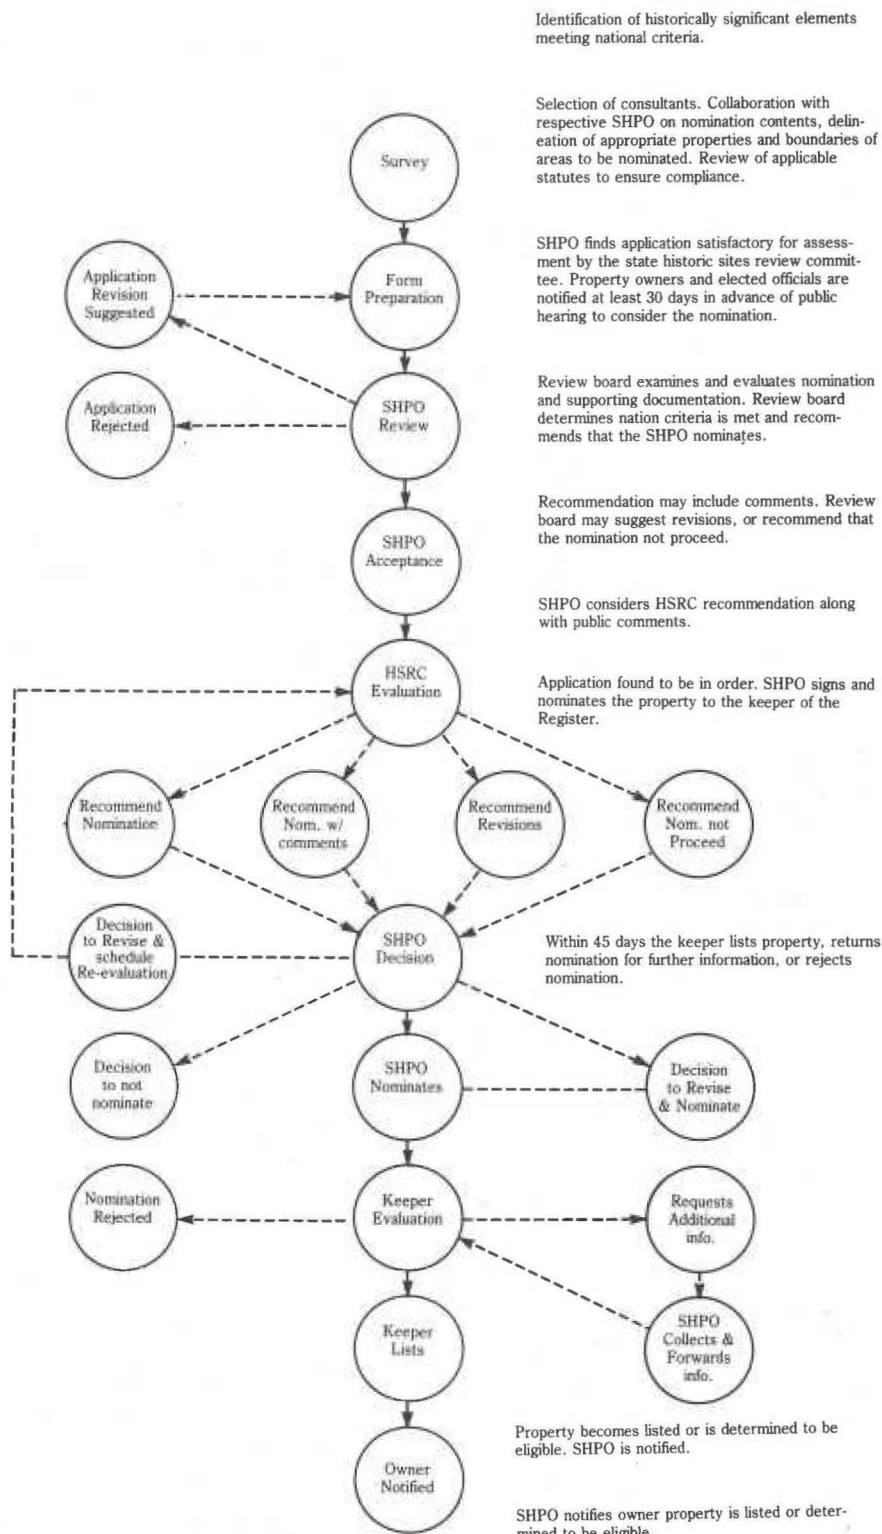 Identification of historically significant elements
meeting national criteria.
Selection of consultants. Collaboration with
respective SHPO on nomination contents, delin-
eation of appropriate properties and boundaries of
areas to be nominated. Review of applicable
statutes to ensure compliance.
Survey
SHPO finds application satisfactory for assess-
ment by the state historic sites review commit-
tee. Property owners and elected officials are
notified at least 30 days in advance of public
hearing to consider the nomination.
Application
Revision
Suggested
Form
Preparation
Review board examines and evaluates nomination
and supporting documentation. Review board
determines nation criteria is met and recom-
mends that the SHPO nominates.
Application
Rejected
SHPO
Review
Recommendation may include comments. Review
board may suggest revisions, or recommend that
the nomination not proceed.
SHPO
Acceptance
SHPO considers HSRC recommendation along
with public comments.
HSRC
Evaluation
Application found to be in order. SHPO signs and
nominates the property to the keeper of the
Register.
Recommend
Nomination
Recommend
Nom. w/
comments
Recommend
Revisions
Recommend
Nom. not
Proceed
Decision
to Revise &
schedule
Re-evaluation
SHPO
Decision
Within 45 days the keeper lists property, returns
nomination for further information, or rejects
nomination.
Decision
to not
nominate
SHPO
Nominates
Decision
to Revise
& Nominate
Nomination
Rejected
Keeper
Evaluation
Requests
Additional
info.
Keeper
Lists
SHPO
Collects &
Forwards
info.
Property becomes listed or is determined to be
eligible. SHPO is notified.
Owner
Notified
SHPO notifies owner property is listed or deter-
mined to be eligible.